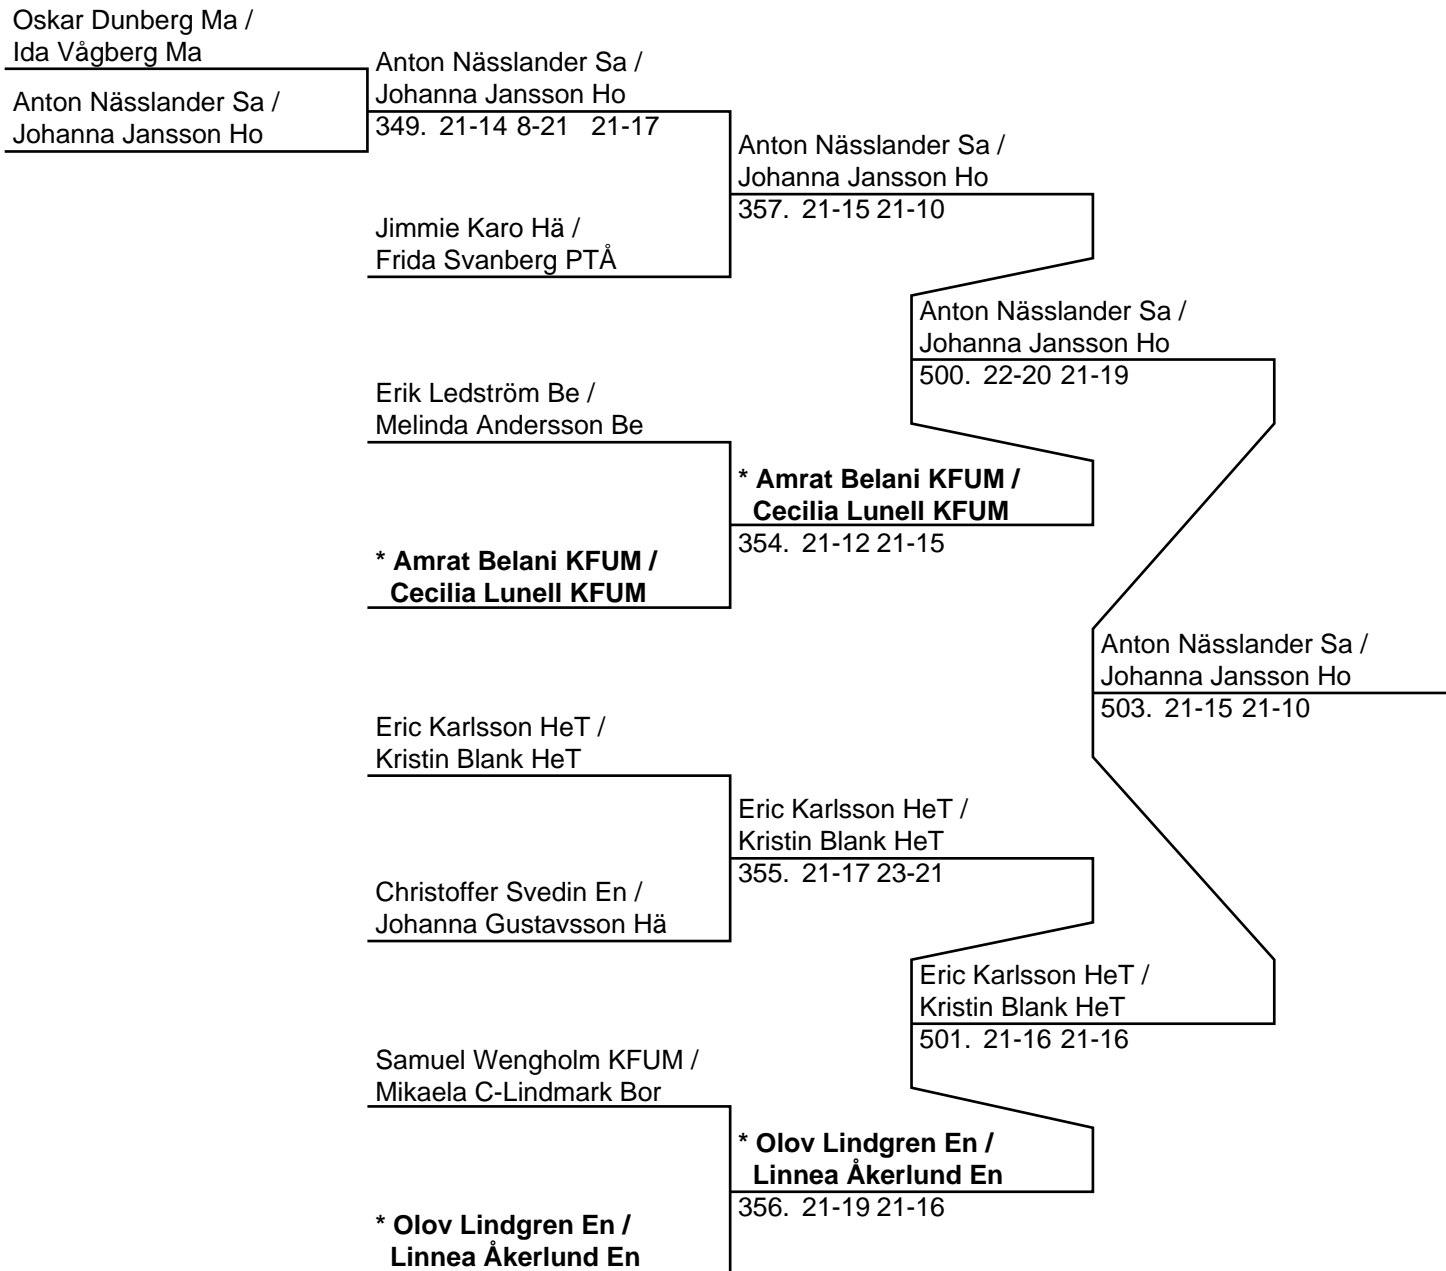 Oskar Dunberg Ma /
Ida Vågberg Ma
Anton Nässlander Sa /
Johanna Jansson Ho
Anton Nässlander Sa /
Johanna Jansson Ho
349. 21-14 8-21 21-17
Jimmie Karo Hä /
Frida Svanberg PTÅ
Anton Nässlander Sa /
Johanna Jansson Ho
357. 21-15 21-10
Erik Ledström Be /
Melinda Andersson Be
* Amrat Belani KFUM /
Cecilia Lunell KFUM
* Amrat Belani KFUM /
Cecilia Lunell KFUM
354. 21-12 21-15
Anton Nässlander Sa /
Johanna Jansson Ho
500. 22-20 21-19
Eric Karlsson HeT /
Kristin Blank HeT
Christoffer Svedin En /
Johanna Gustavsson Hä
Eric Karlsson HeT /
Kristin Blank HeT
355. 21-17 23-21
Samuel Wengholm KFUM /
Mikaela C-Lindmark Bor
* Olov Lindgren En /
Linnea Åkerlund En
* Olov Lindgren En /
Linnea Åkerlund En
356. 21-19 21-16
Eric Karlsson HeT /
Kristin Blank HeT
501. 21-16 21-16
Anton Nässlander Sa /
Johanna Jansson Ho
503. 21-15 21-10